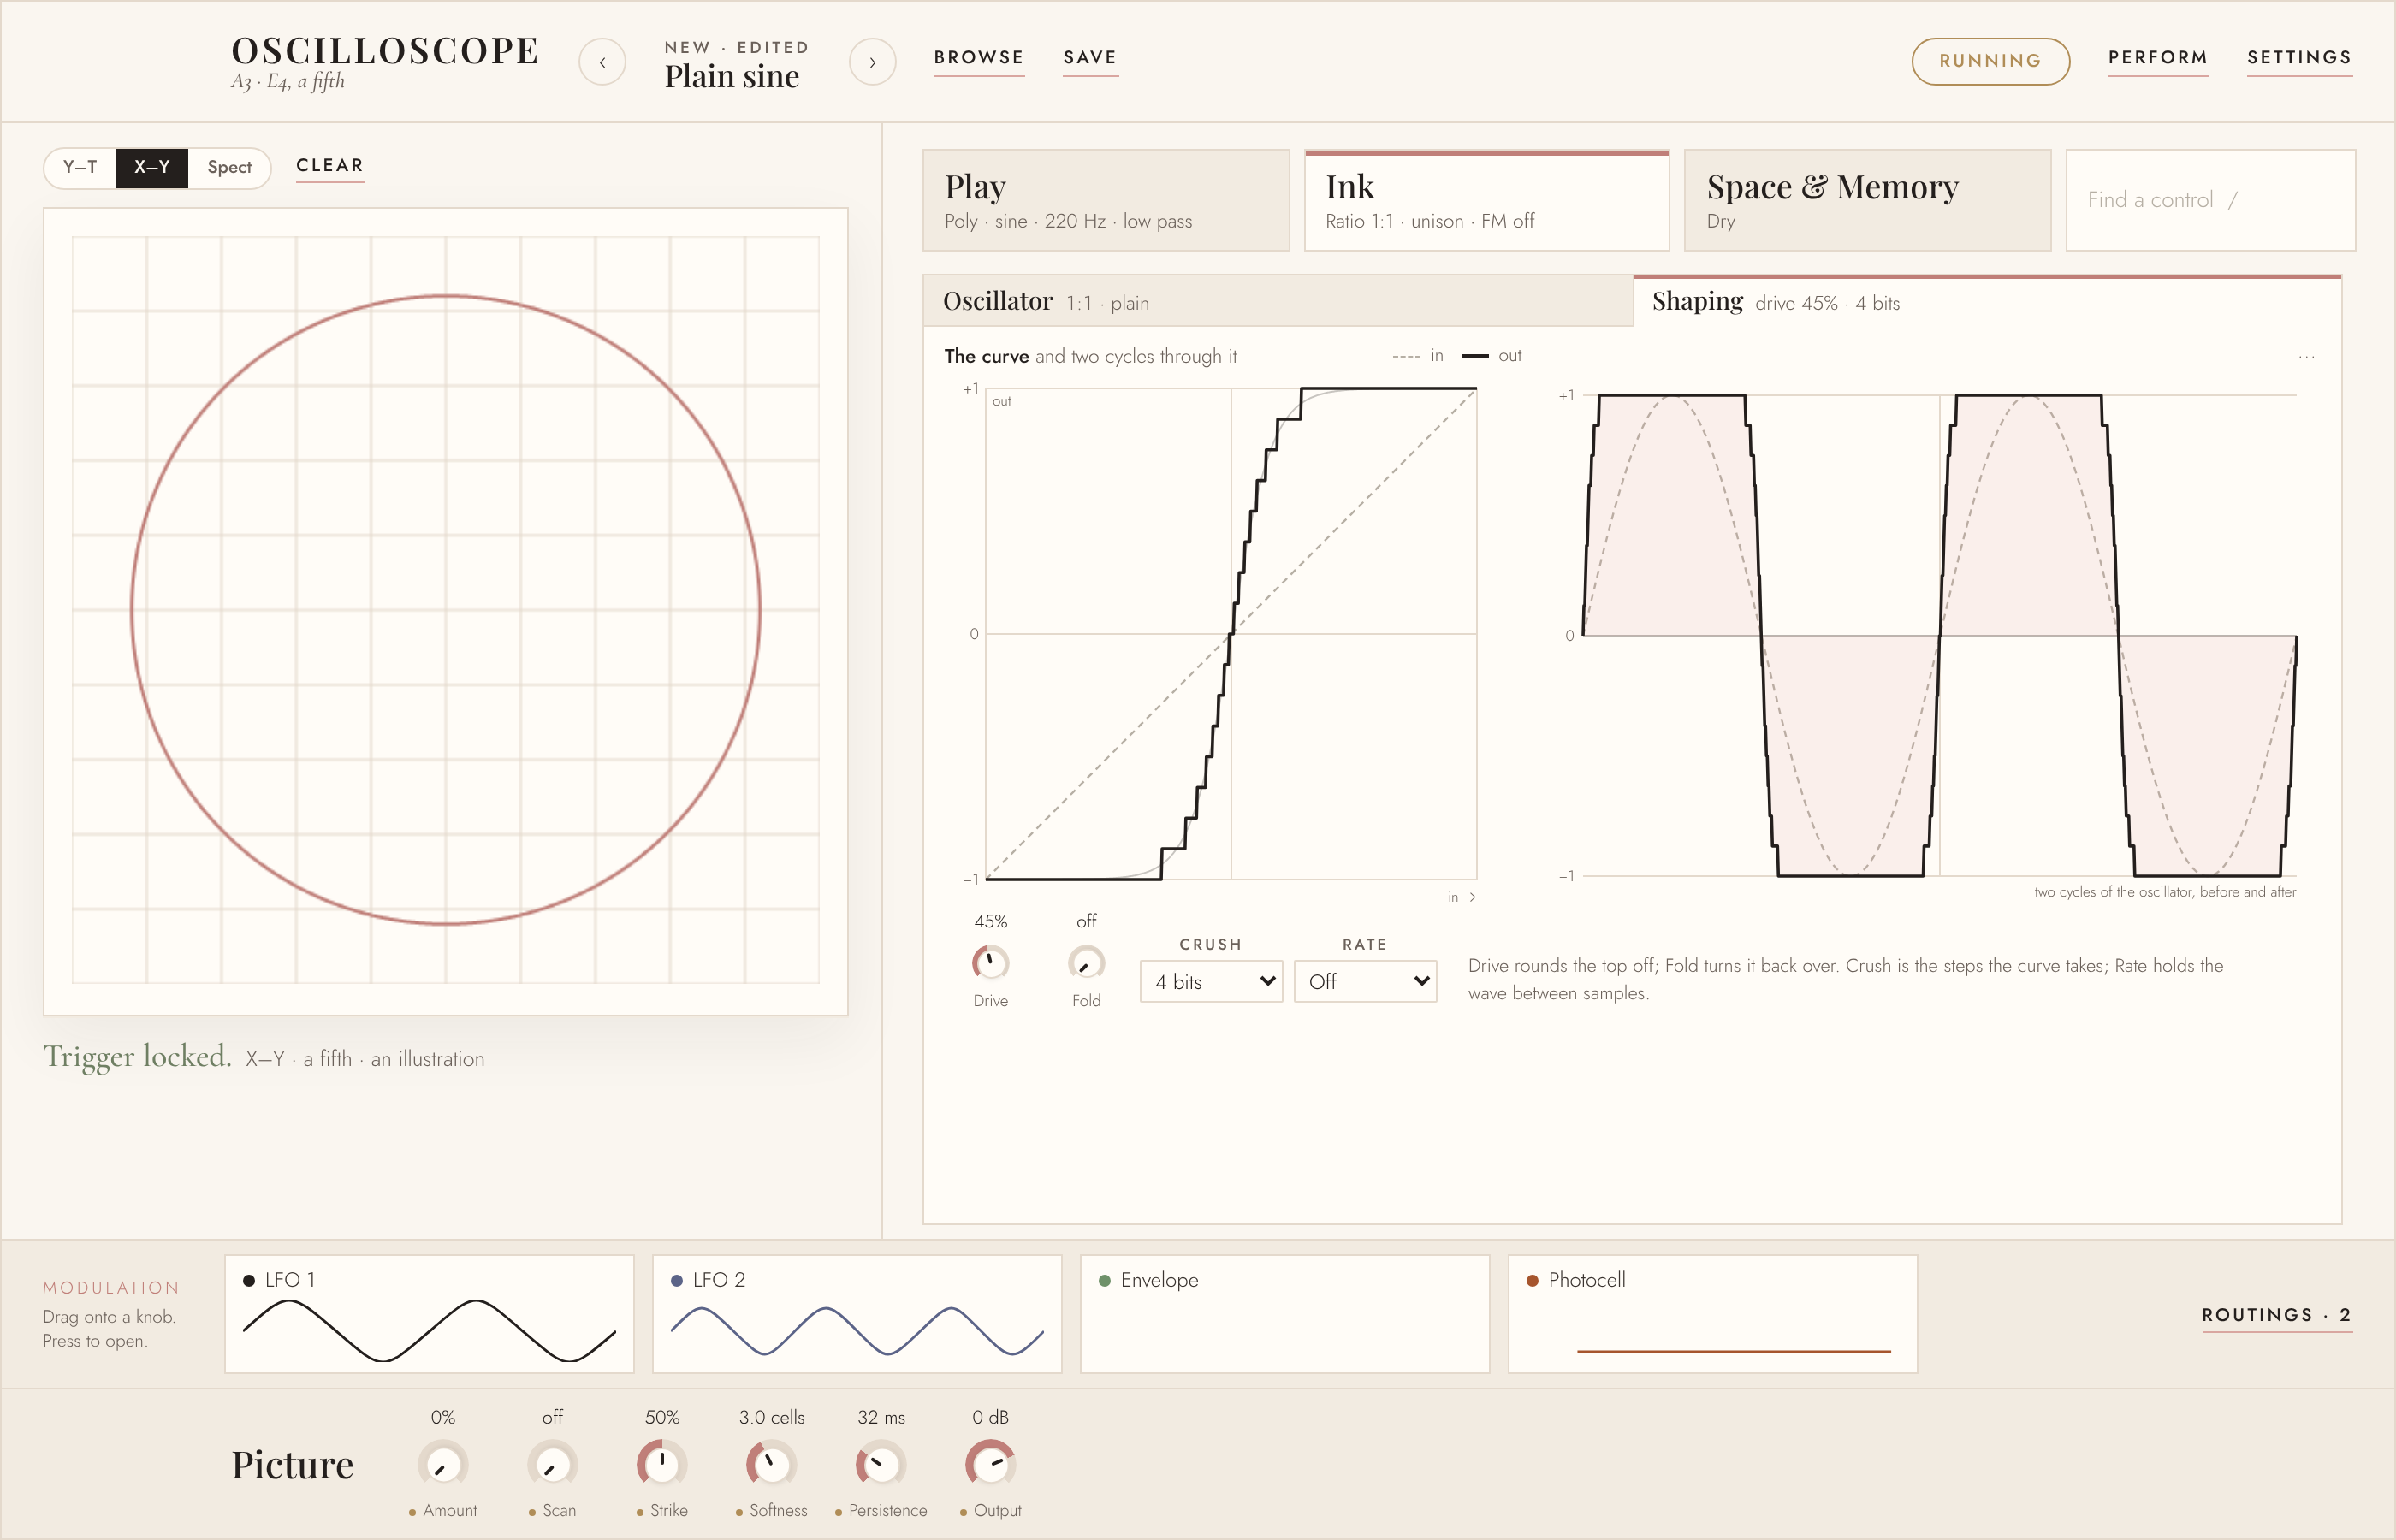 OSCILLOSCOPE
A3 · E4, a fifth
‹
NEW · EDITED
Plain sine
›
BROWSE
SAVE
RUNNING
PERFORM
SETTINGS
Y–T
X–Y
Spect
CLEAR
Play
Poly · sine · 220 Hz · low pass
Ink
Ratio 1:1 · unison · FM off
Space & Memory
Dry
Find a control /
Oscillator 1:1 · plain
Shaping drive 45% · 4 bits
The curve and two cycles through it
in
out
...
+1
out
0
−1
in →
+1
0
−1
two cycles of the oscillator, before and after
45%
Drive
off
Fold
CRUSH
4 bits
RATE
Off
Drive rounds the top off; Fold turns it back over. Crush is the steps the curve takes; Rate holds the
wave between samples.
Trigger locked. X–Y · a fifth · an illustration
MODULATION
Drag onto a knob.
Press to open.
LFO 1
LFO 2
Envelope
Photocell
ROUTINGS · 2
Picture
0%
Amount
off
Scan
50%
Strike
3.0 cells
Softness
32 ms
Persistence
0 dB
Output